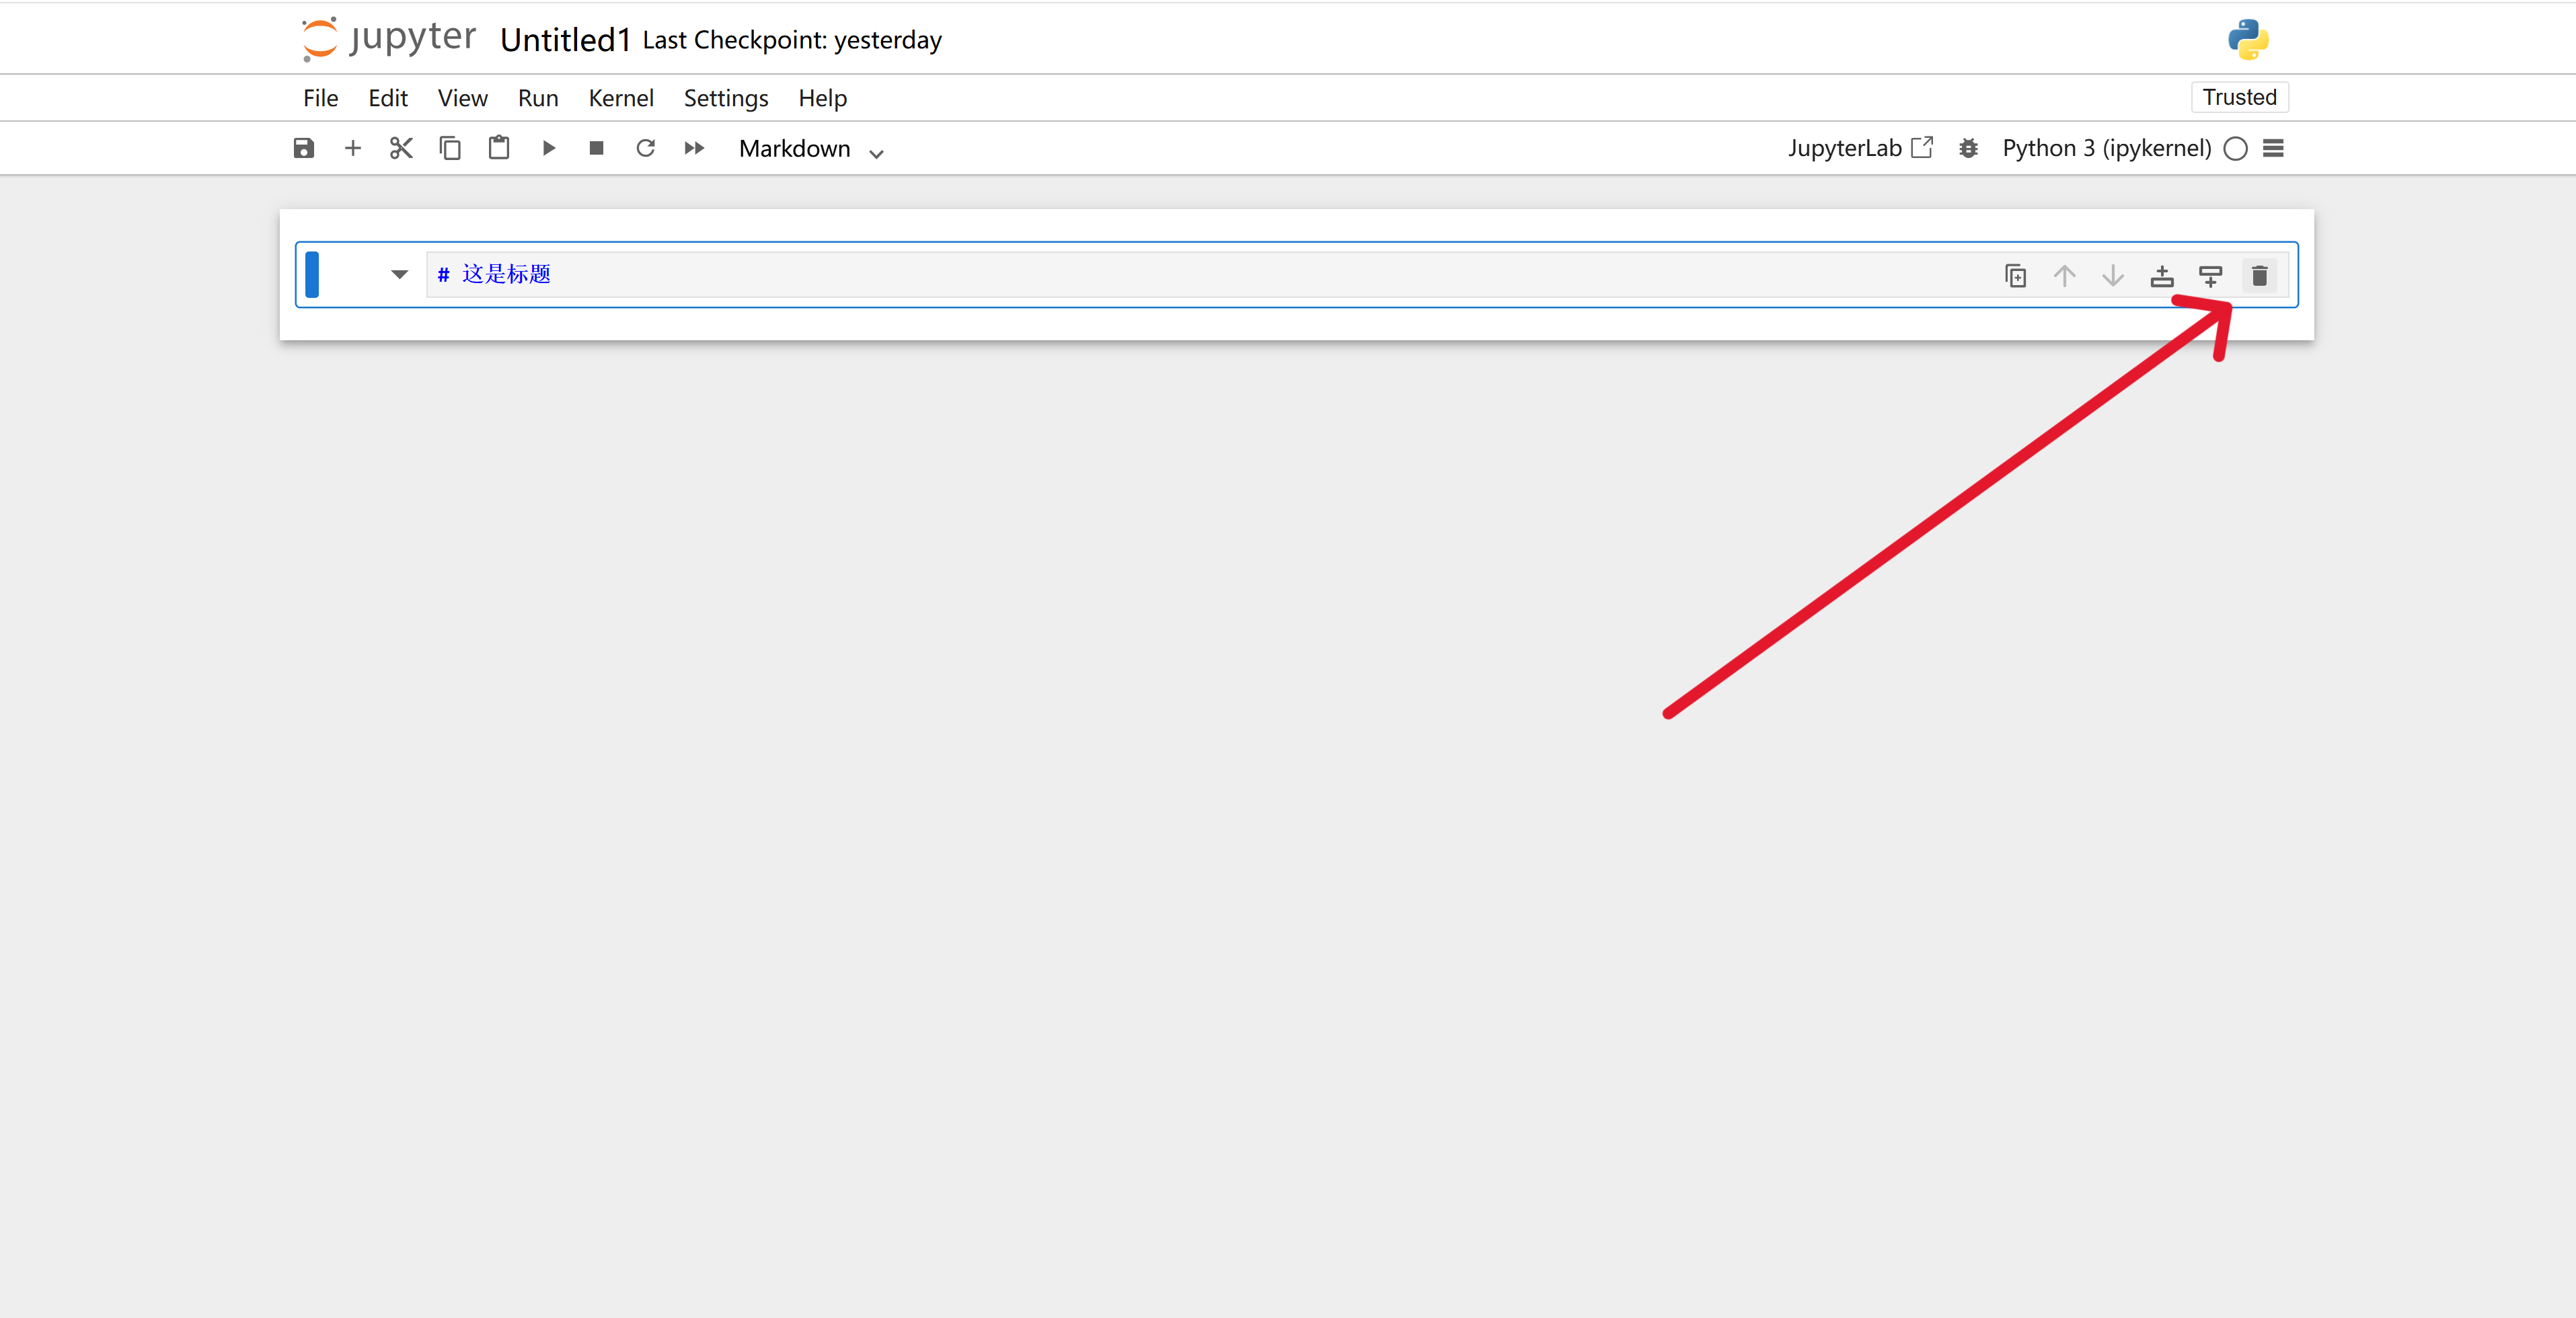 jupyter Untitled1 Last Checkpoint: yesterday
File Edit View Run Kernel Settings Help Trusted
Markdown JupyterLab Python 3 (ipykernel)
# 这是标题